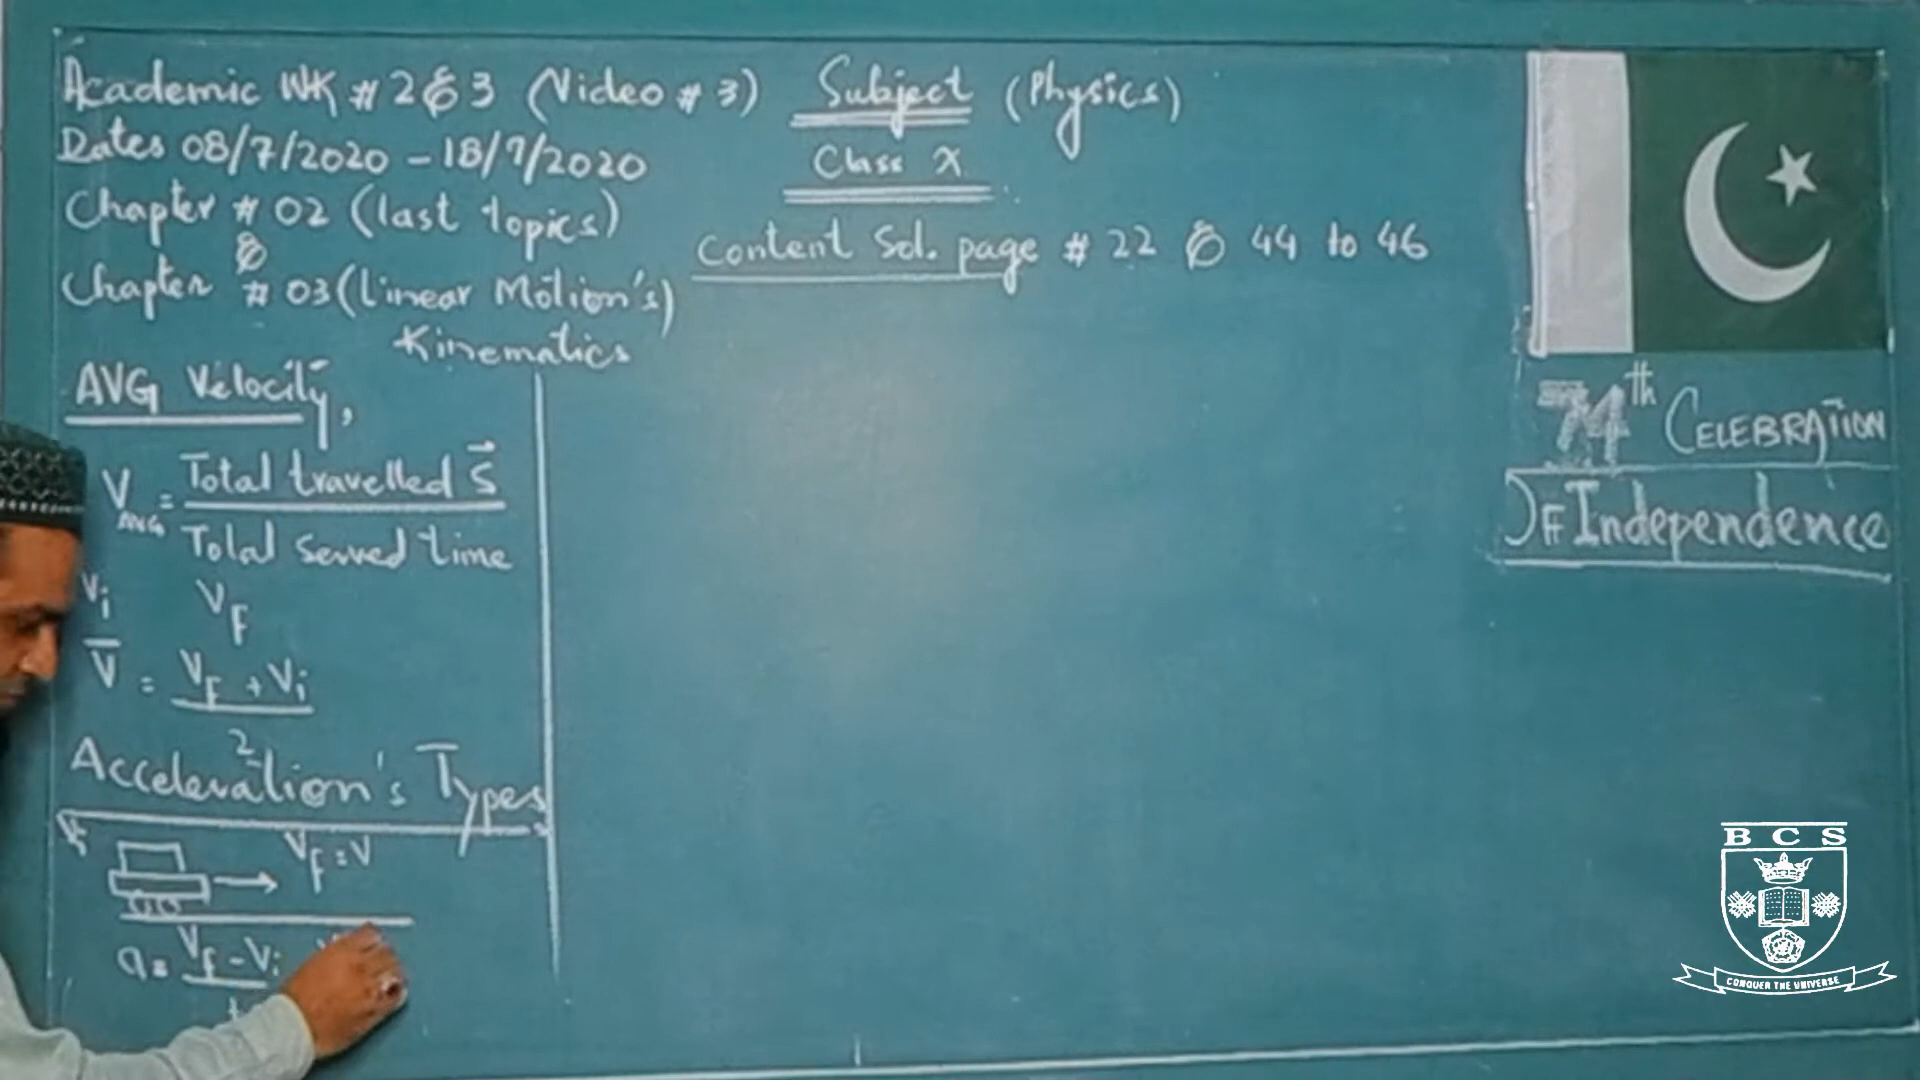 Academic WK # 2 & 3 (Video # 3)
Subject (Physics)
Dates 08/7/2020 - 18/7/2020
Class X
Chapter # 02 (last topics)
&
Content Sol. page # 22 & 44 to 46
Chapter # 03 (Linear Motion's)
Kinematics
AVG Velocity,
V AVG = Total travelled S⃗
Total served time
Vi VF
V̄ = VF + Vi
2
Acceleration's Types
VF = V
a = Vf - Vi
t
74th CELEBRATION
OF Independence
BCS
CONQUER THE UNIVERSE